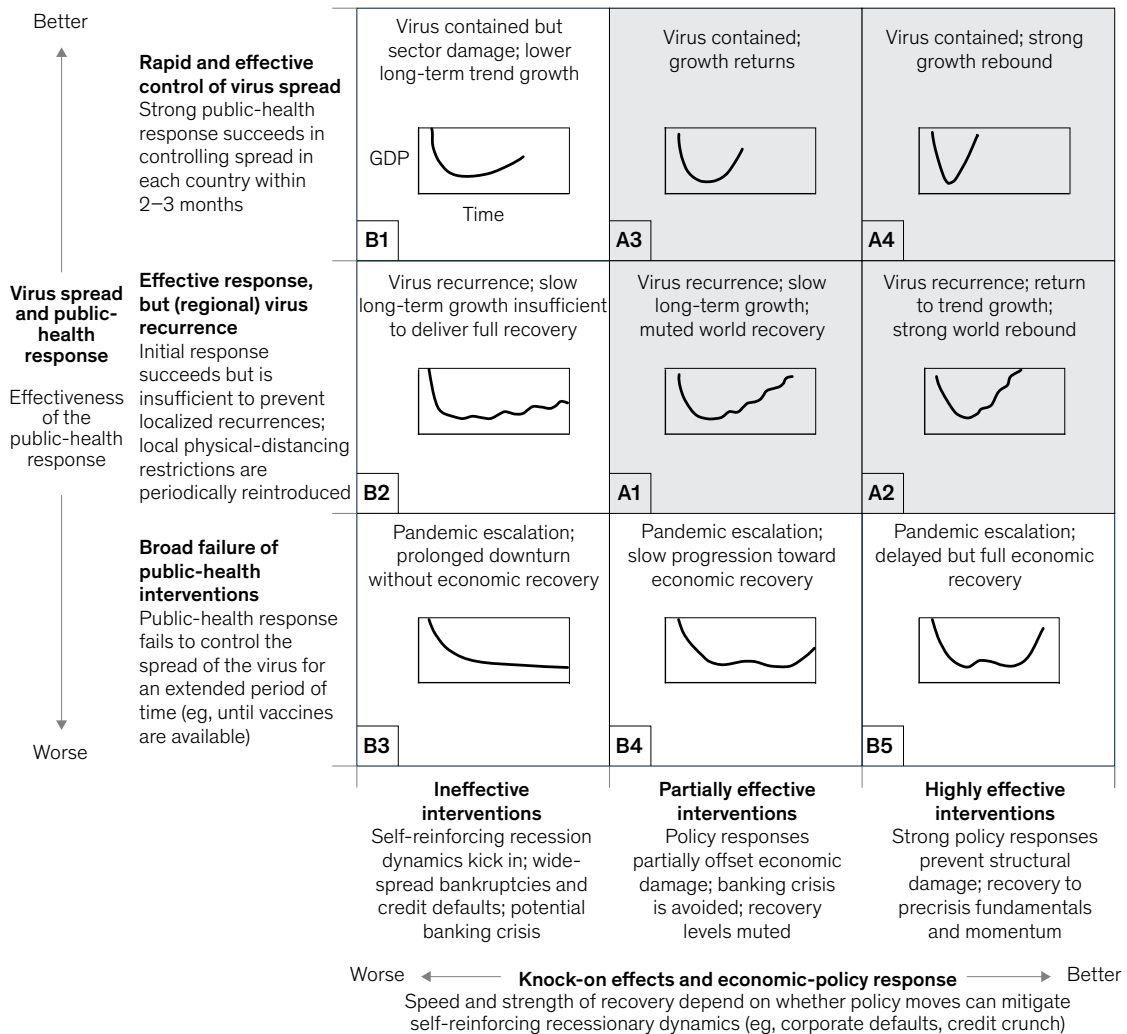 Better
Rapid and effective
control of virus spread
Strong public-health
response succeeds in
controlling spread in
each country within
2–3 months
Virus contained but
sector damage; lower
long-term trend growth
GDP
Time
B1
Virus contained;
growth returns
A3
Virus contained; strong
growth rebound
A4
Virus spread
and public-
health
response
Effectiveness
of the
public-health
response
Effective response,
but (regional) virus
recurrence
Initial response
succeeds but is
insufficient to prevent
localized recurrences;
local physical-distancing
restrictions are
periodically reintroduced
Virus recurrence; slow
long-term growth insufficient
to deliver full recovery
B2
Virus recurrence; slow
long-term growth;
muted world recovery
A1
Virus recurrence; return
to trend growth;
strong world rebound
A2
Broad failure of
public-health
interventions
Public-health response
fails to control the
spread of the virus for
an extended period of
time (eg, until vaccines
are available)
Worse
Pandemic escalation;
prolonged downturn
without economic recovery
B3
Pandemic escalation;
slow progression toward
economic recovery
B4
Pandemic escalation;
delayed but full economic
recovery
B5
Ineffective
interventions
Self-reinforcing recession
dynamics kick in; wide-
spread bankruptcies and
credit defaults; potential
banking crisis
Partially effective
interventions
Policy responses
partially offset economic
damage; banking crisis
is avoided; recovery
levels muted
Highly effective
interventions
Strong policy responses
prevent structural
damage; recovery to
precrisis fundamentals
and momentum
Worse
Knock-on effects and economic-policy response
Better
Speed and strength of recovery depend on whether policy moves can mitigate
self-reinforcing recessionary dynamics (eg, corporate defaults, credit crunch)